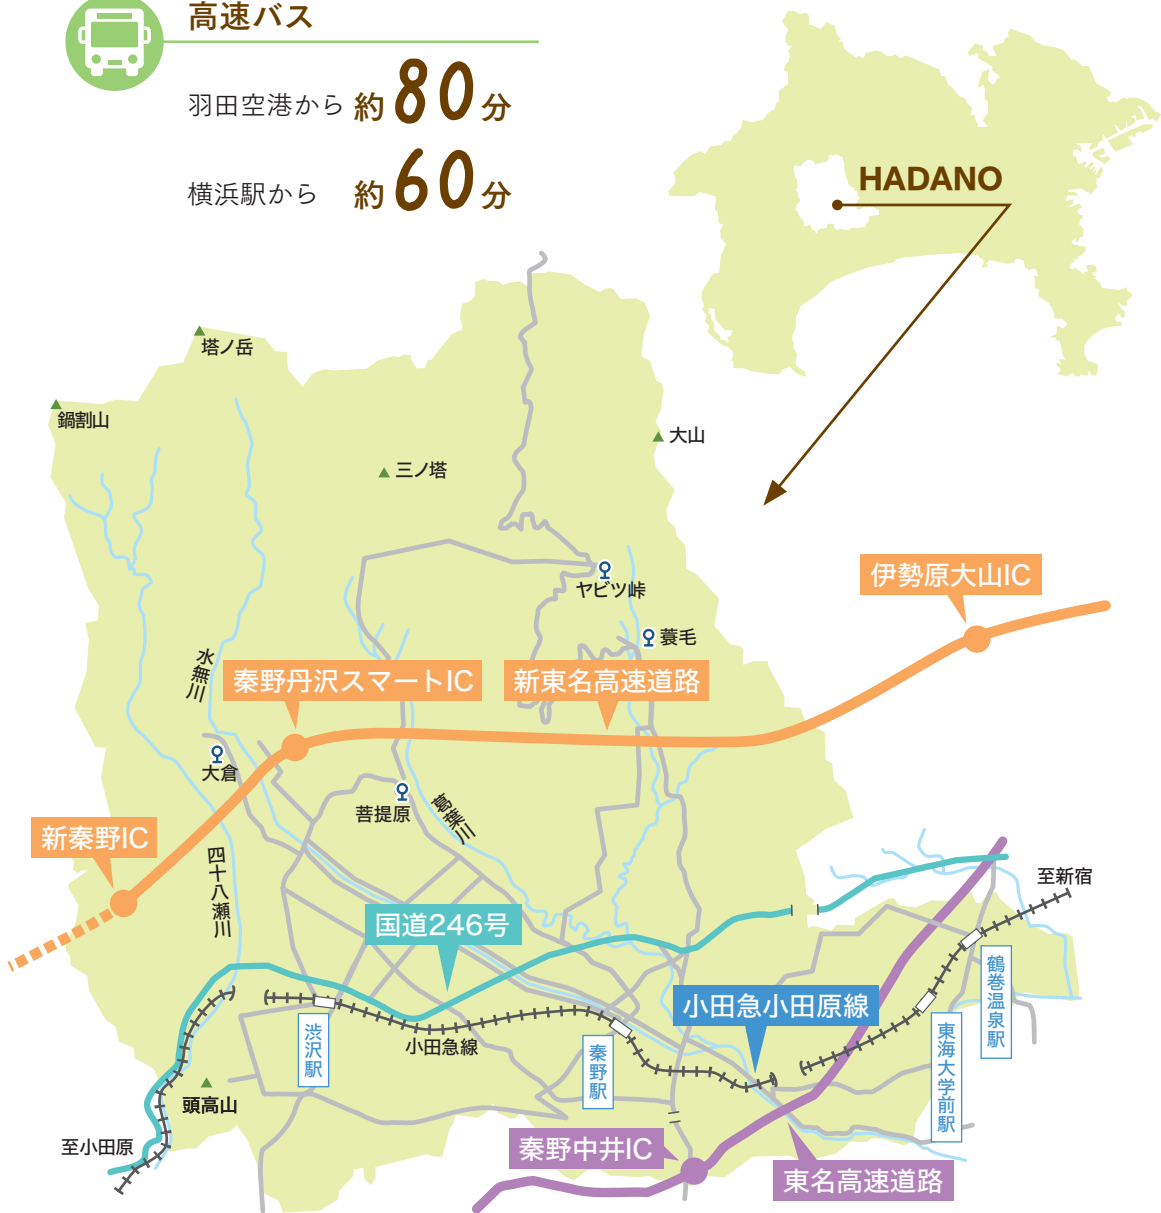 高速バス
羽田空港から 約80分
横浜駅から 約60分
HADANO
塔ノ岳
鍋割山
大山
三ノ塔
伊勢原大山IC
ヤビツ峠
蓑毛
水無川
秦野丹沢スマートIC
新東名高速道路
大倉
菩提原
葛葉川
新秦野IC
四十八瀬川
至新宿
国道246号
鶴巻温泉駅
小田急小田原線
東海大学前駅
渋沢駅
小田急線
秦野駅
頭高山
至小田原
秦野中井IC
東名高速道路